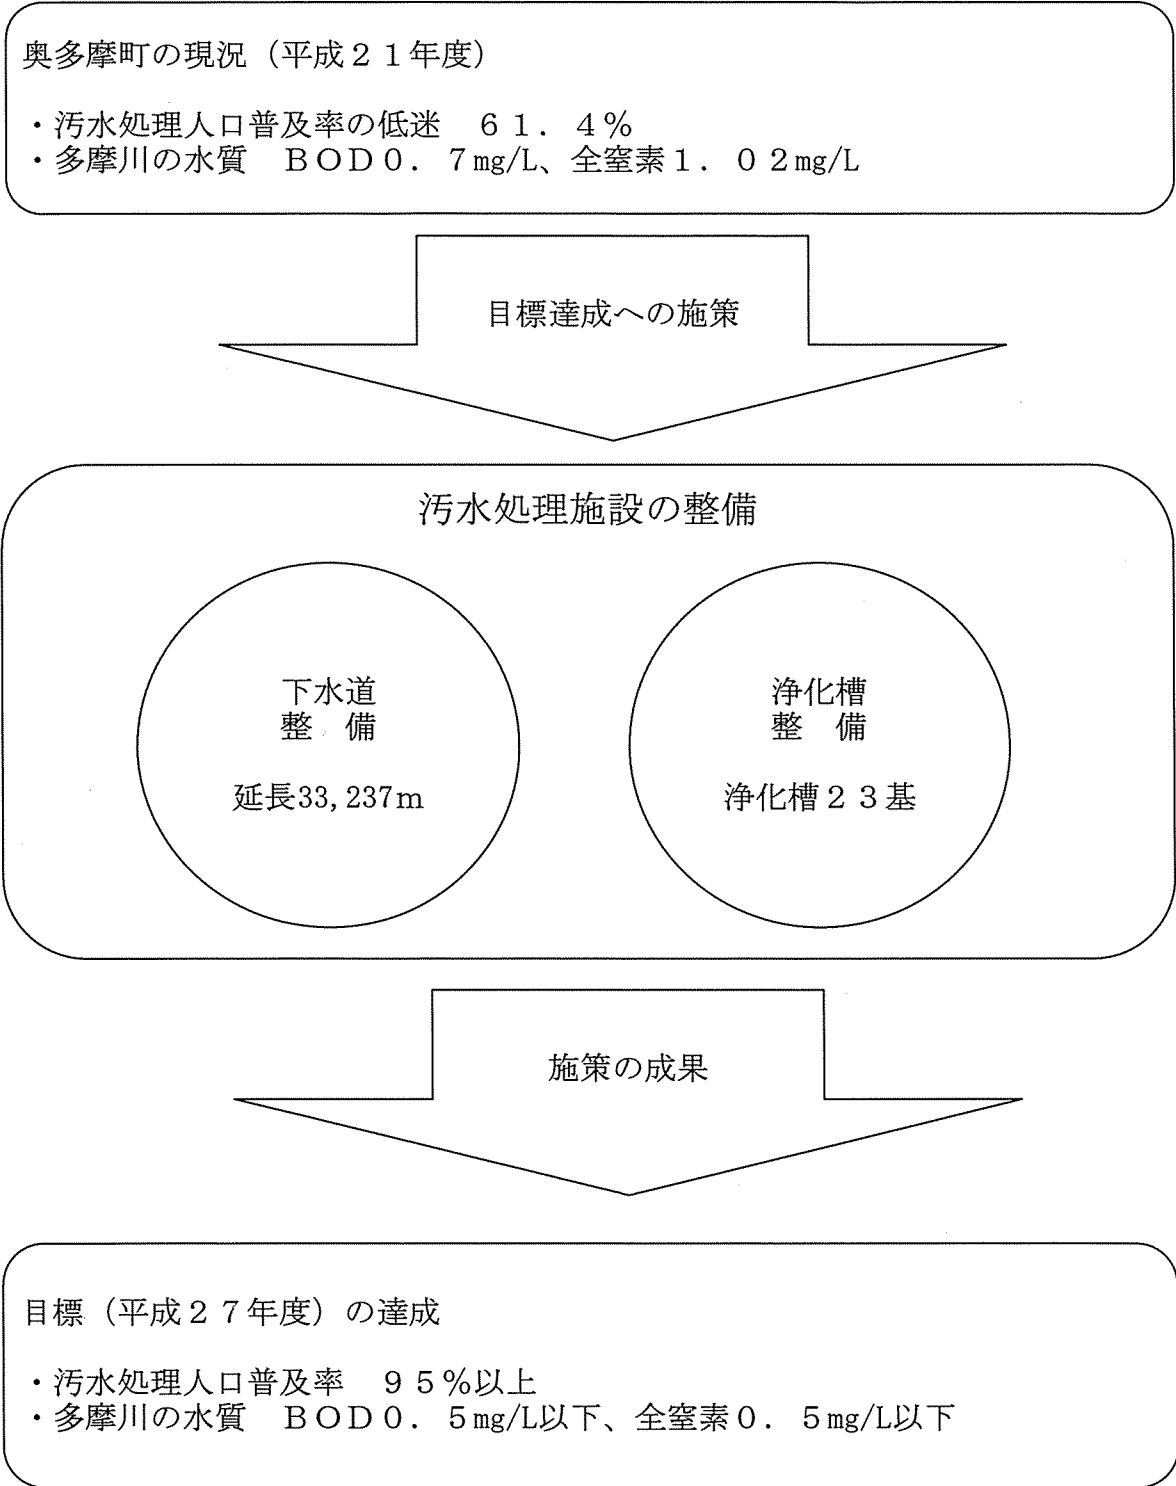 奥多摩町の現況（平成２１年度）
・汚水処理人口普及率の低迷　６１．４％
・多摩川の水質　ＢＯＤ０．７mg/L、全窒素１．０２mg/L
目標達成への施策
汚水処理施設の整備
下水道
整　備
延長33,237ｍ
浄化槽
整　備
浄化槽２３基
施策の成果
目標（平成２７年度）の達成
・汚水処理人口普及率　９５％以上
・多摩川の水質　ＢＯＤ０．５mg/L以下、全窒素０．５mg/L以下